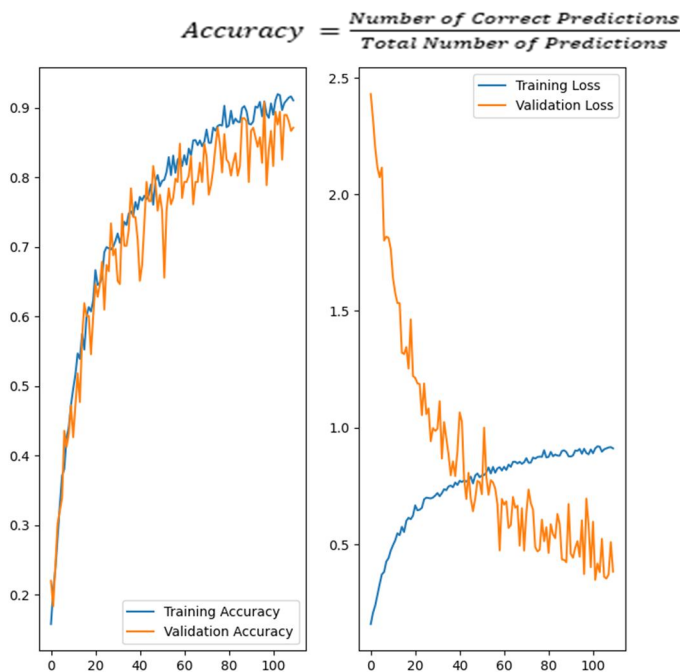 Accuracy = Number of Correct Predictions / Total Number of Predictions
0.9
0.8
0.7
0.6
0.5
0.4
0.3
0.2
0 20 40 60 80 100
Training Accuracy
Validation Accuracy
2.5
2.0
1.5
1.0
0.5
0 20 40 60 80 100
Training Loss
Validation Loss